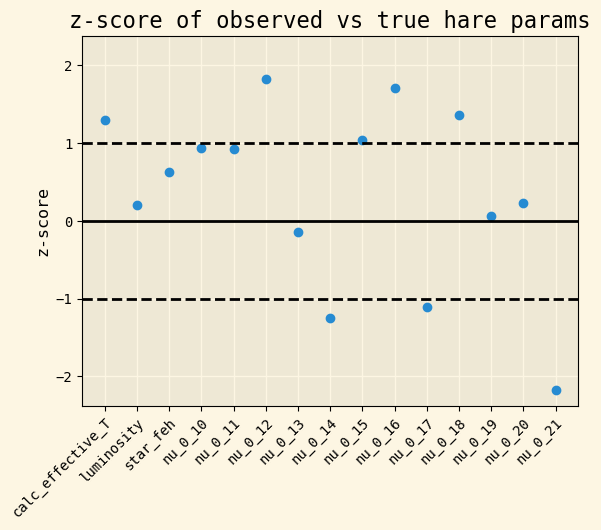 z-score of observed vs true hare params
z-score
2
1
0
−1
−2
calc_effective_T
luminosity
star_feh
nu_0_10
nu_0_11
nu_0_12
nu_0_13
nu_0_14
nu_0_15
nu_0_16
nu_0_17
nu_0_18
nu_0_19
nu_0_20
nu_0_21